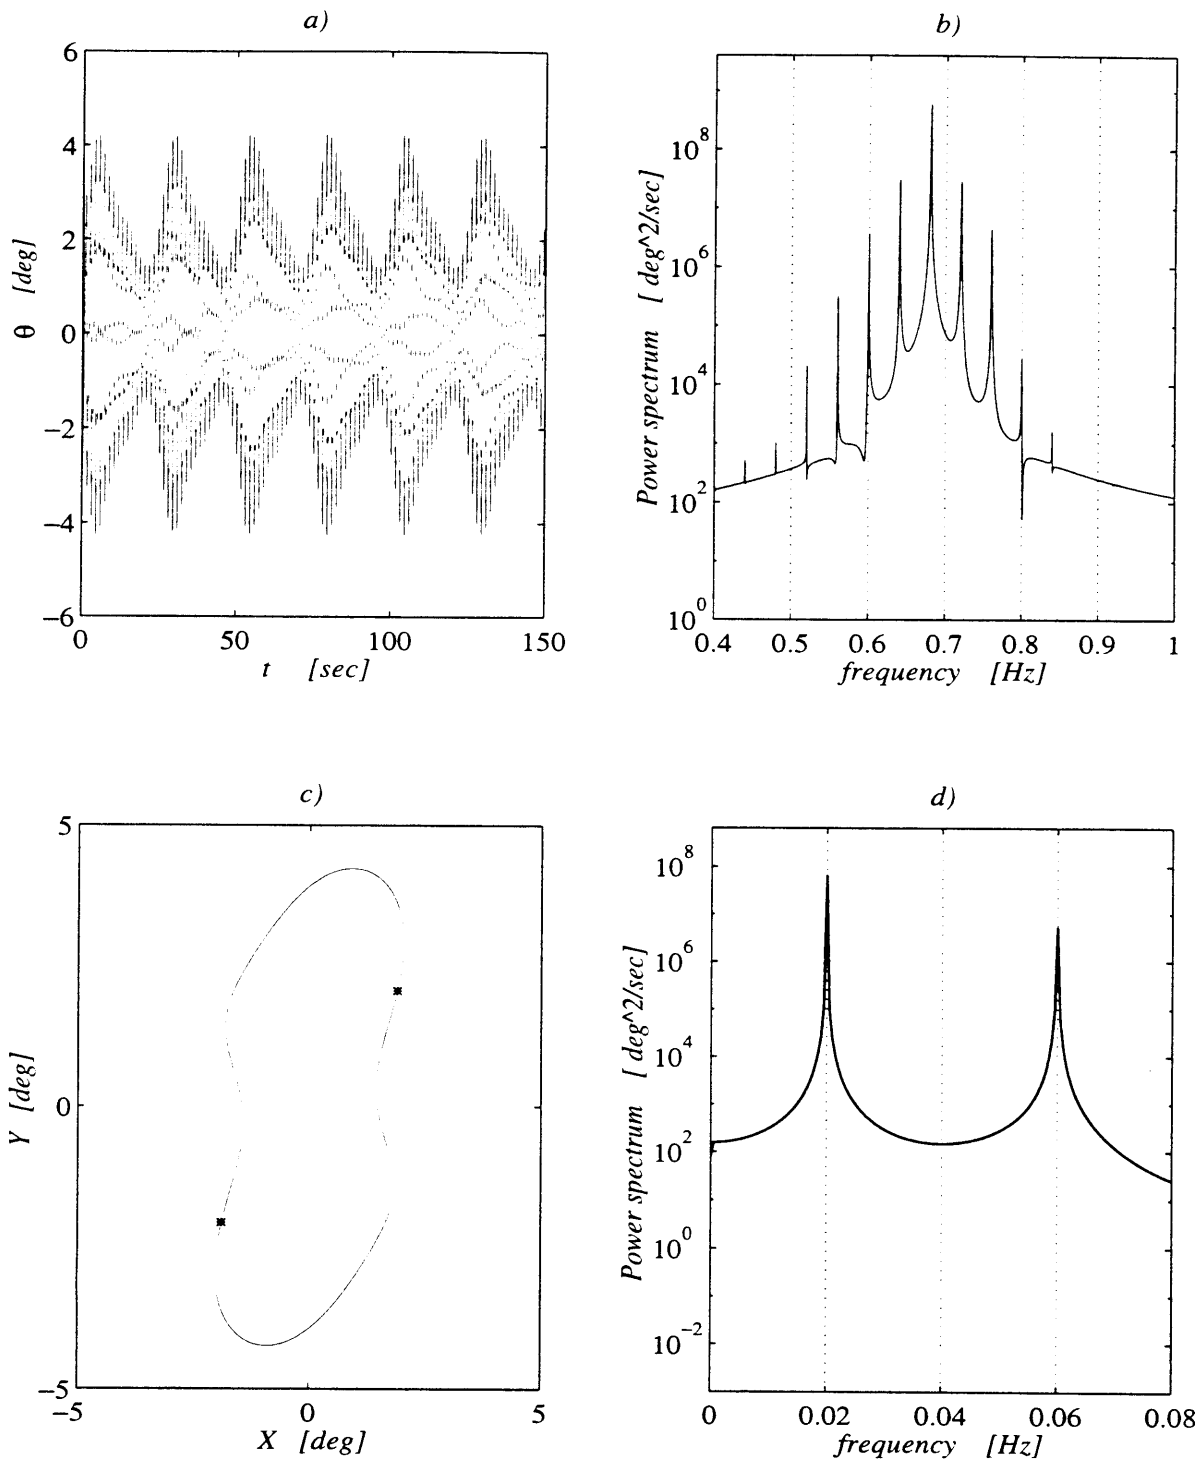 a)
6
4
2
0
−2
−4
−6
θ [deg]
0 50 100 150
t [sec]
b)
10^8
10^6
10^4
10^2
10^0
Power spectrum [ deg^2/sec]
0.4 0.5 0.6 0.7 0.8 0.9 1
frequency [Hz]
c)
5
0
−5
Y [deg]
−5 0 5
X [deg]
d)
10^8
10^6
10^4
10^2
10^0
10^−2
Power spectrum [ deg^2/sec]
0 0.02 0.04 0.06 0.08
frequency [Hz]